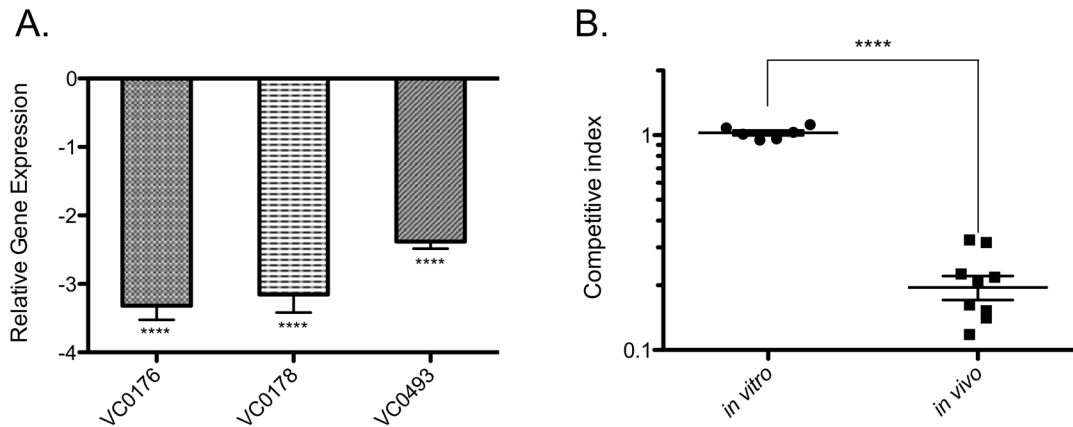 A.
B.
Relative Gene Expression
0
-1
-2
-3
-4
****
****
****
VC0176
VC0178
VC0493
****
Competitive index
1
0.1
in vitro
in vivo